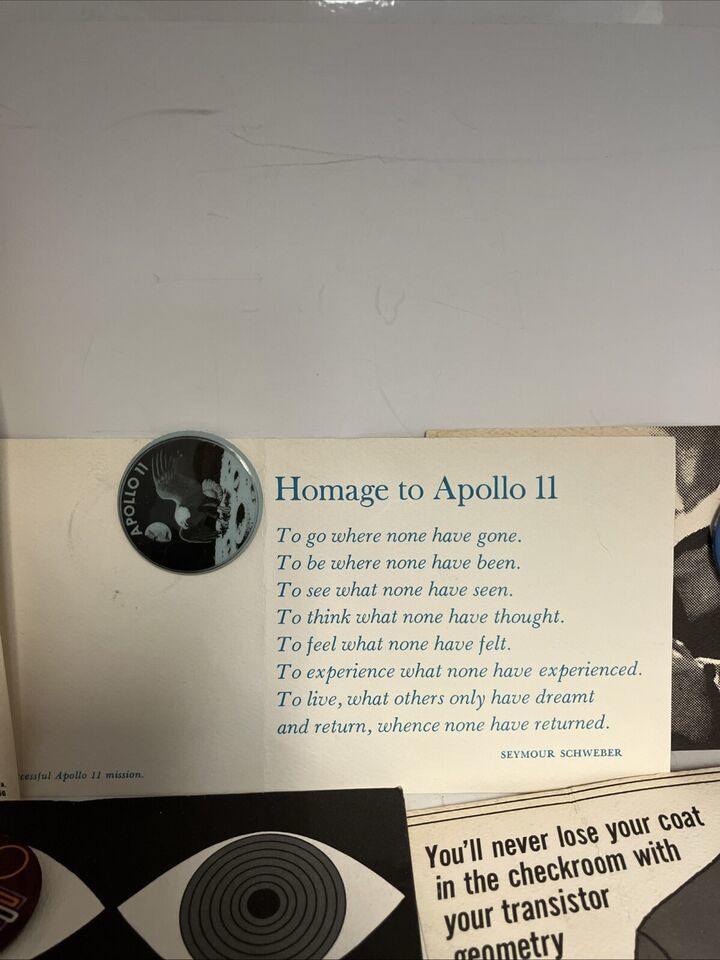 APOLLO 11
Homage to Apollo 11
To go where none have gone.
To be where none have been.
To see what none have seen.
To think what none have thought.
To feel what none have felt.
To experience what none have experienced.
To live, what others only have dreamt
and return, whence none have returned.
SEYMOUR SCHWEBER
cessful Apollo 11 mission.
You'll never lose your coat
in the checkroom with
your transistor
geometry